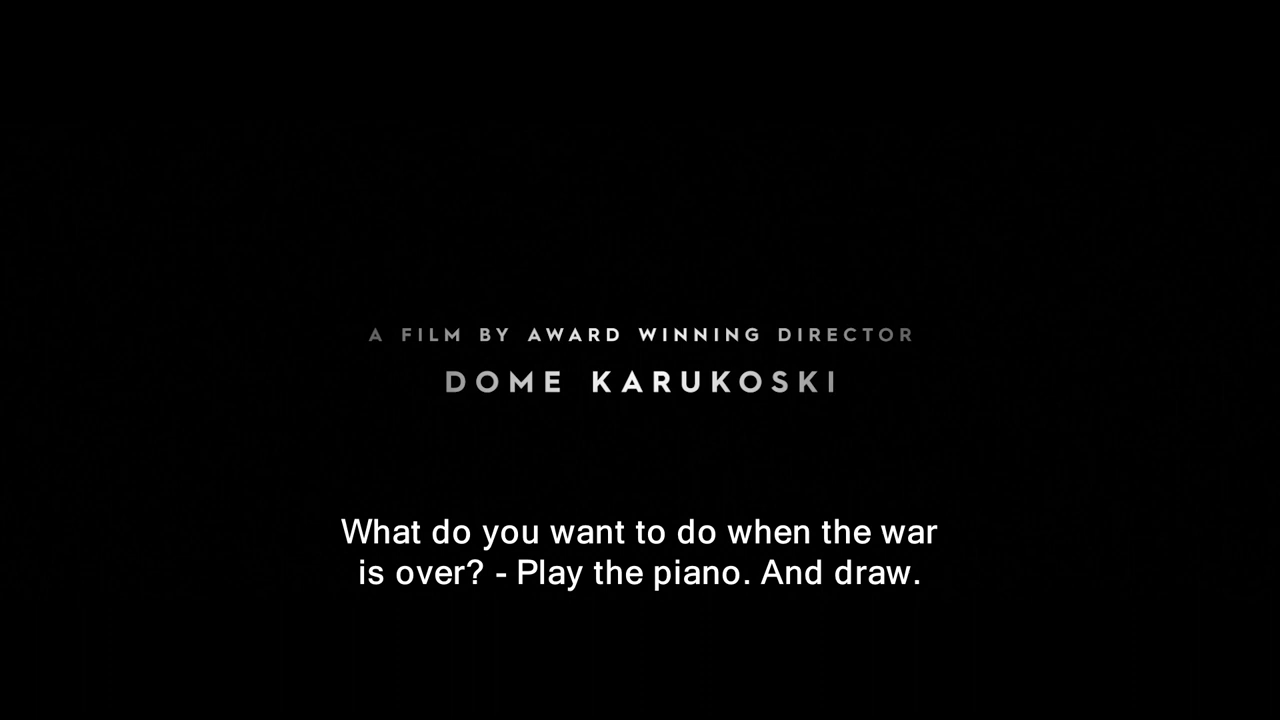 A FILM BY AWARD WINNING DIRECTOR
DOME KARUKOSKI
What do you want to do when the war
is over? - Play the piano. And draw.